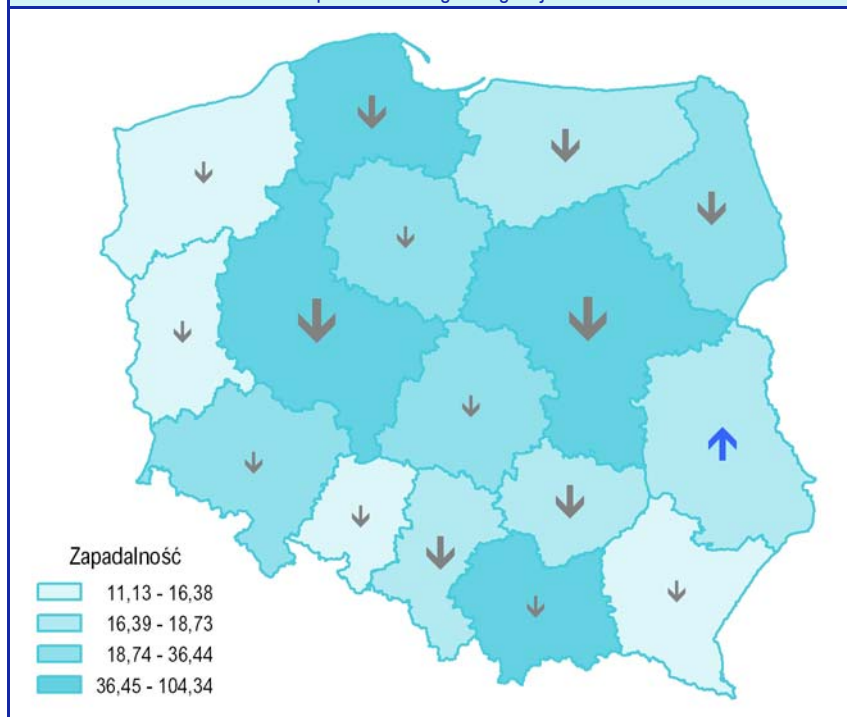 Zapadalność
11,13 - 16,38
16,39 - 18,73
18,74 - 36,44
36,45 - 104,34